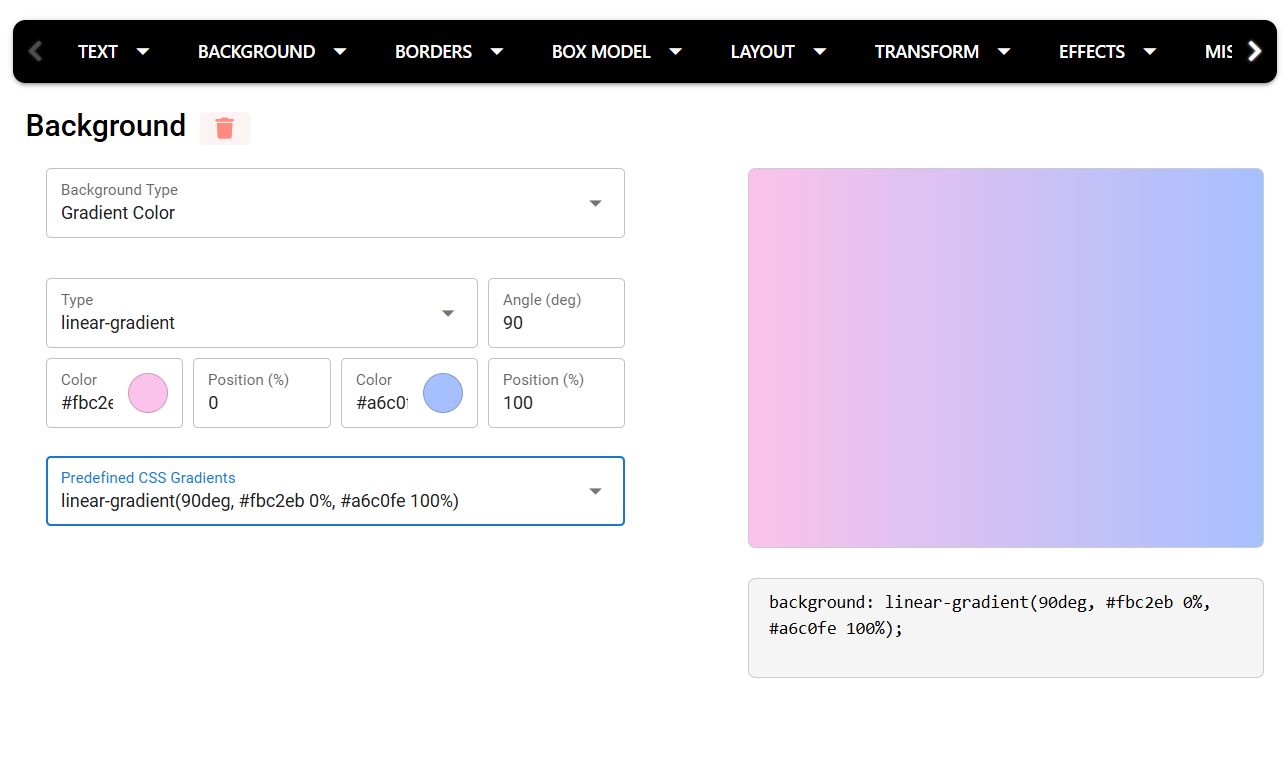 TEXT BACKGROUND BORDERS BOX MODEL LAYOUT TRANSFORM EFFECTS MIS
Background
Background Type
Gradient Color
Type
linear-gradient
Angle (deg)
90
Color
#fbc2e
Position (%)
0
Color
#a6c0f
Position (%)
100
Predefined CSS Gradients
linear-gradient(90deg, #fbc2eb 0%, #a6c0fe 100%)
background: linear-gradient(90deg, #fbc2eb 0%,
#a6c0fe 100%);